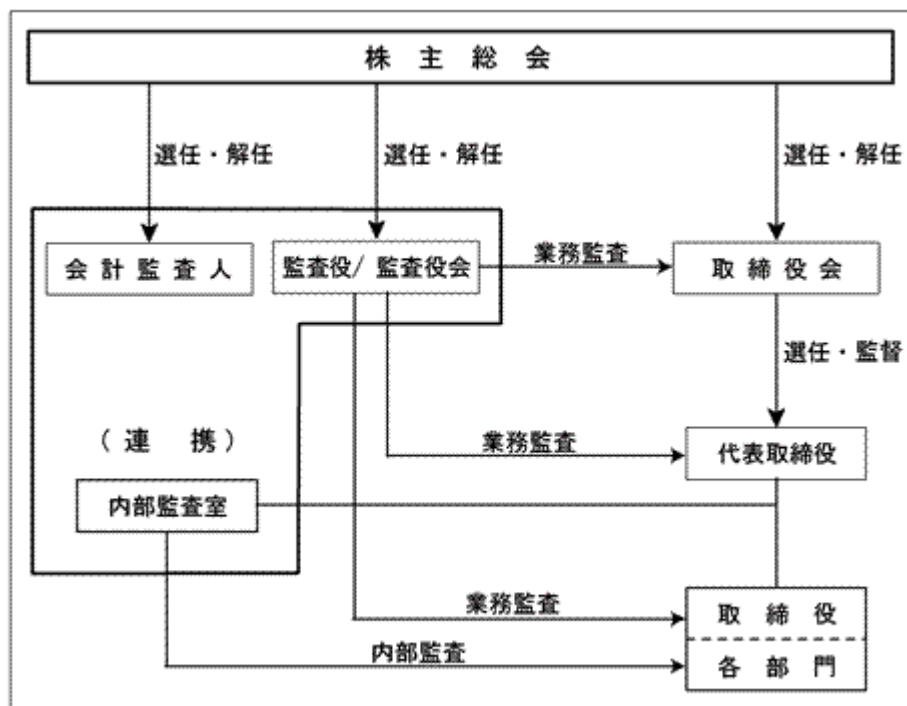 株主総会
選任・解任
選任・解任
選任・解任
会計監査人
監査役/監査役会
業務監査
取締役会
選任・監督
(連携)
業務監査
代表取締役
内部監査室
業務監査
取締役
内部監査
各部門